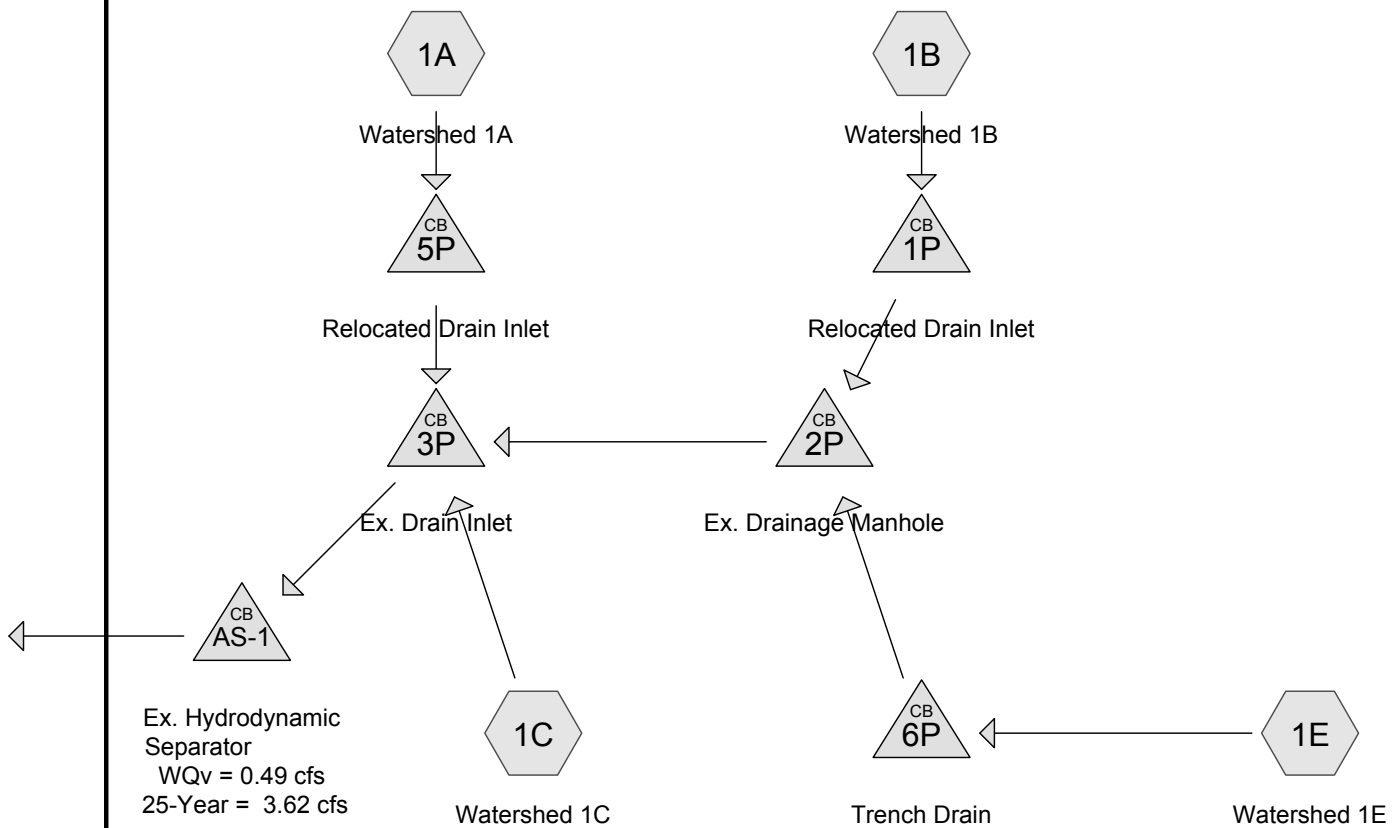 1A
1B
Watershed 1A
Watershed 1B
CB
5P
CB
1P
Relocated Drain Inlet
Relocated Drain Inlet
CB
3P
CB
2P
Ex. Drain Inlet
Ex. Drainage Manhole
CB
AS-1
Ex. Hydrodynamic
Separator
WQv = 0.49 cfs
25-Year = 3.62 cfs
1C
CB
6P
1E
Watershed 1C
Trench Drain
Watershed 1E